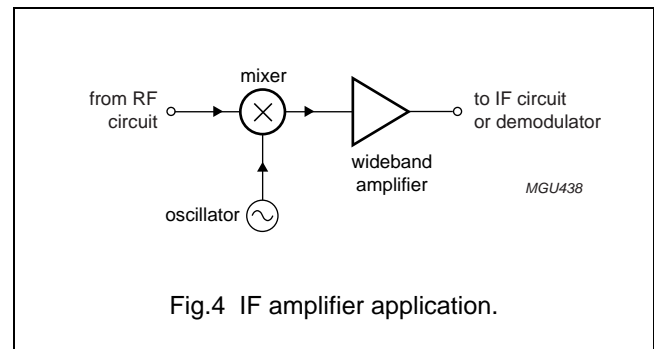 mixer
from RF
circuit
to IF circuit
or demodulator
wideband
amplifier
MGU438
oscillator
Fig.4 IF amplifier application.